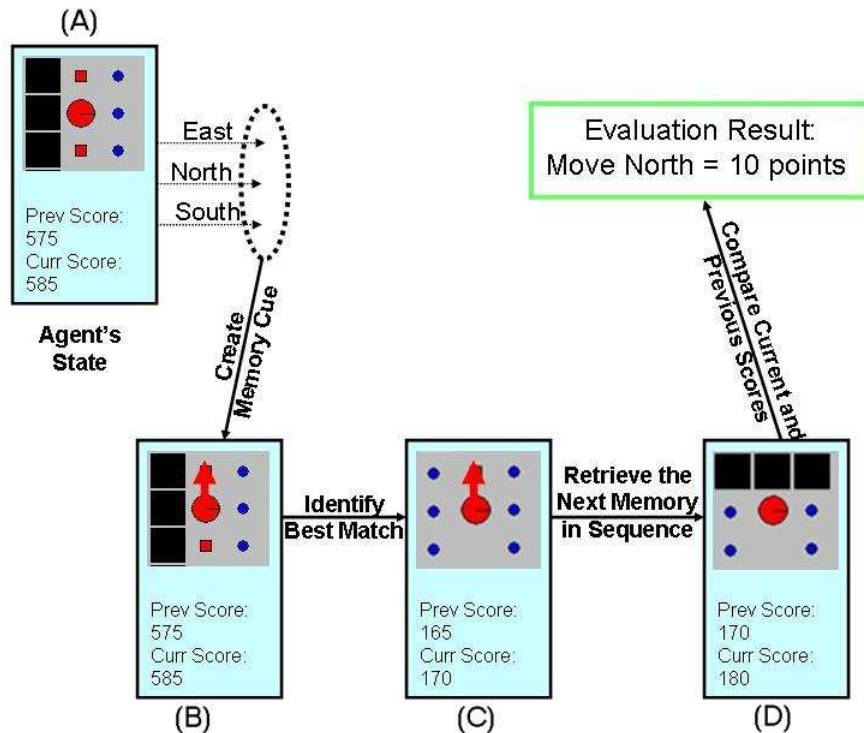 (A)
East
North
South
Prev Score:
575
Curr Score:
585
Agent's
State
Create
Memory Cue
Evaluation Result:
Move North = 10 points
Compare Current and
Previous Scores
Identify
Best Match
Retrieve the
Next Memory
in Sequence
Prev Score:
575
Curr Score:
585
(B)
Prev Score:
165
Curr Score:
170
(C)
Prev Score:
170
Curr Score:
180
(D)